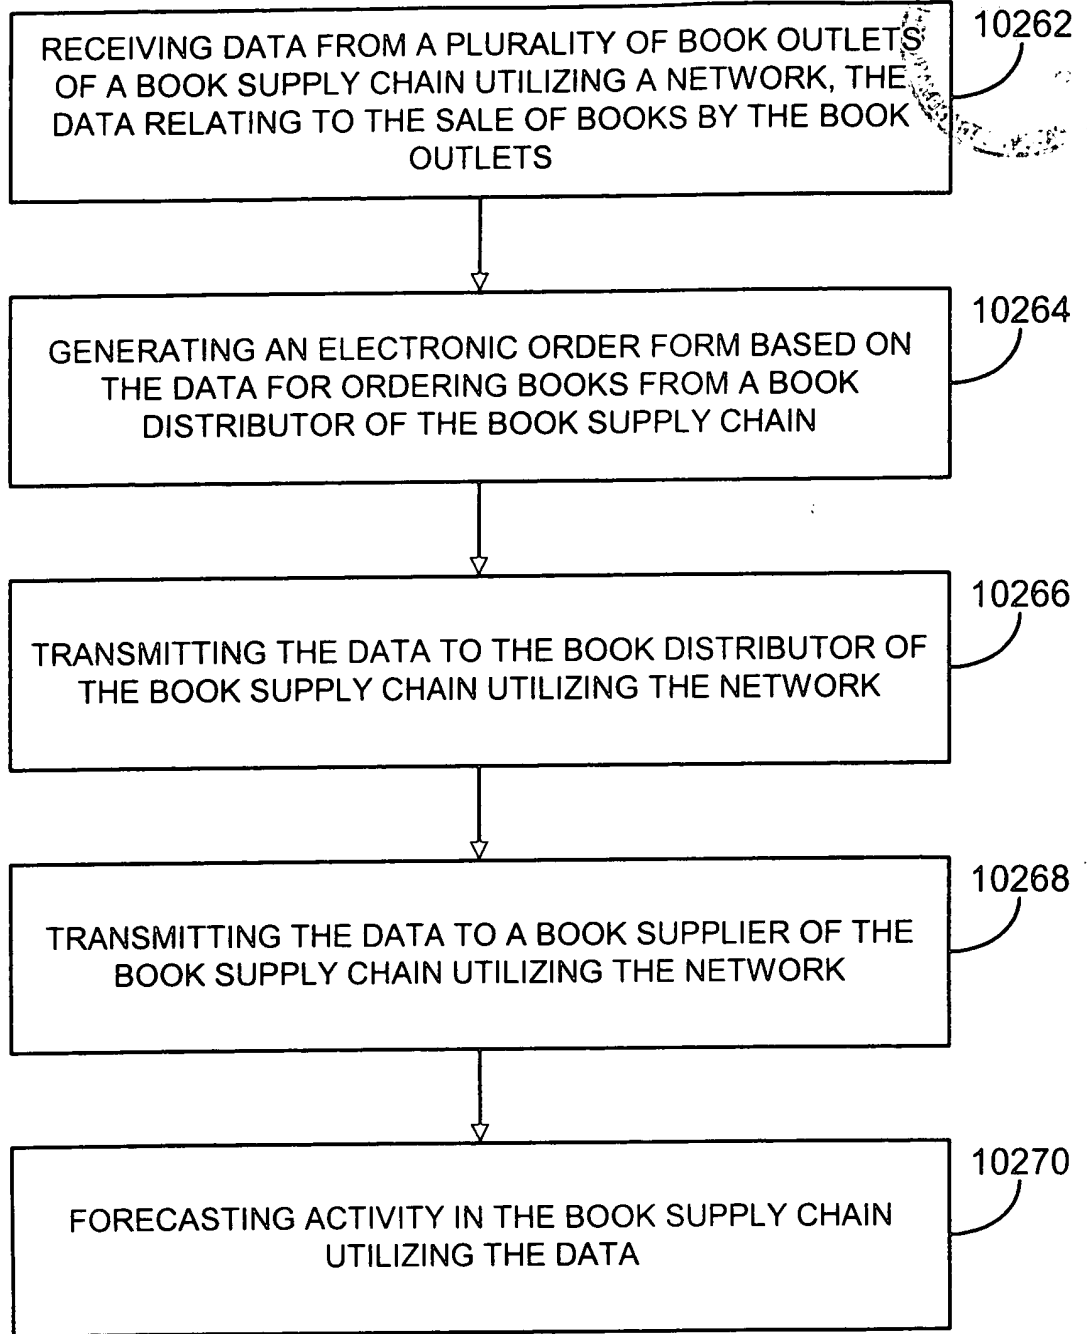 RECEIVING DATA FROM A PLURALITY OF BOOK OUTLETS
OF A BOOK SUPPLY CHAIN UTILIZING A NETWORK, THE
DATA RELATING TO THE SALE OF BOOKS BY THE BOOK
OUTLETS
10262
GENERATING AN ELECTRONIC ORDER FORM BASED ON
THE DATA FOR ORDERING BOOKS FROM A BOOK
DISTRIBUTOR OF THE BOOK SUPPLY CHAIN
10264
TRANSMITTING THE DATA TO THE BOOK DISTRIBUTOR OF
THE BOOK SUPPLY CHAIN UTILIZING THE NETWORK
10266
TRANSMITTING THE DATA TO A BOOK SUPPLIER OF THE
BOOK SUPPLY CHAIN UTILIZING THE NETWORK
10268
FORECASTING ACTIVITY IN THE BOOK SUPPLY CHAIN
UTILIZING THE DATA
10270